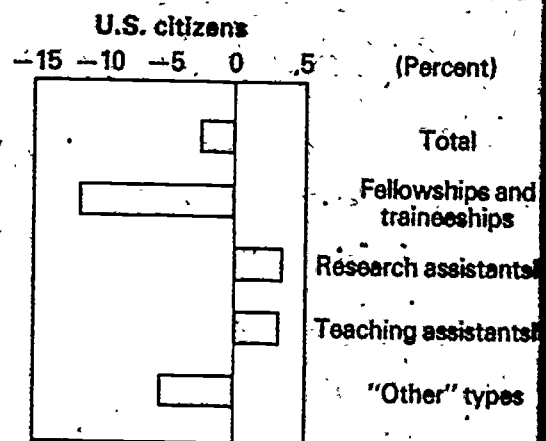 U.S. citizens
-15 -10 -5 0 5 (Percent)
Total
Fellowships and
traineeships
Research assistants
Teaching assistants
"Other" types